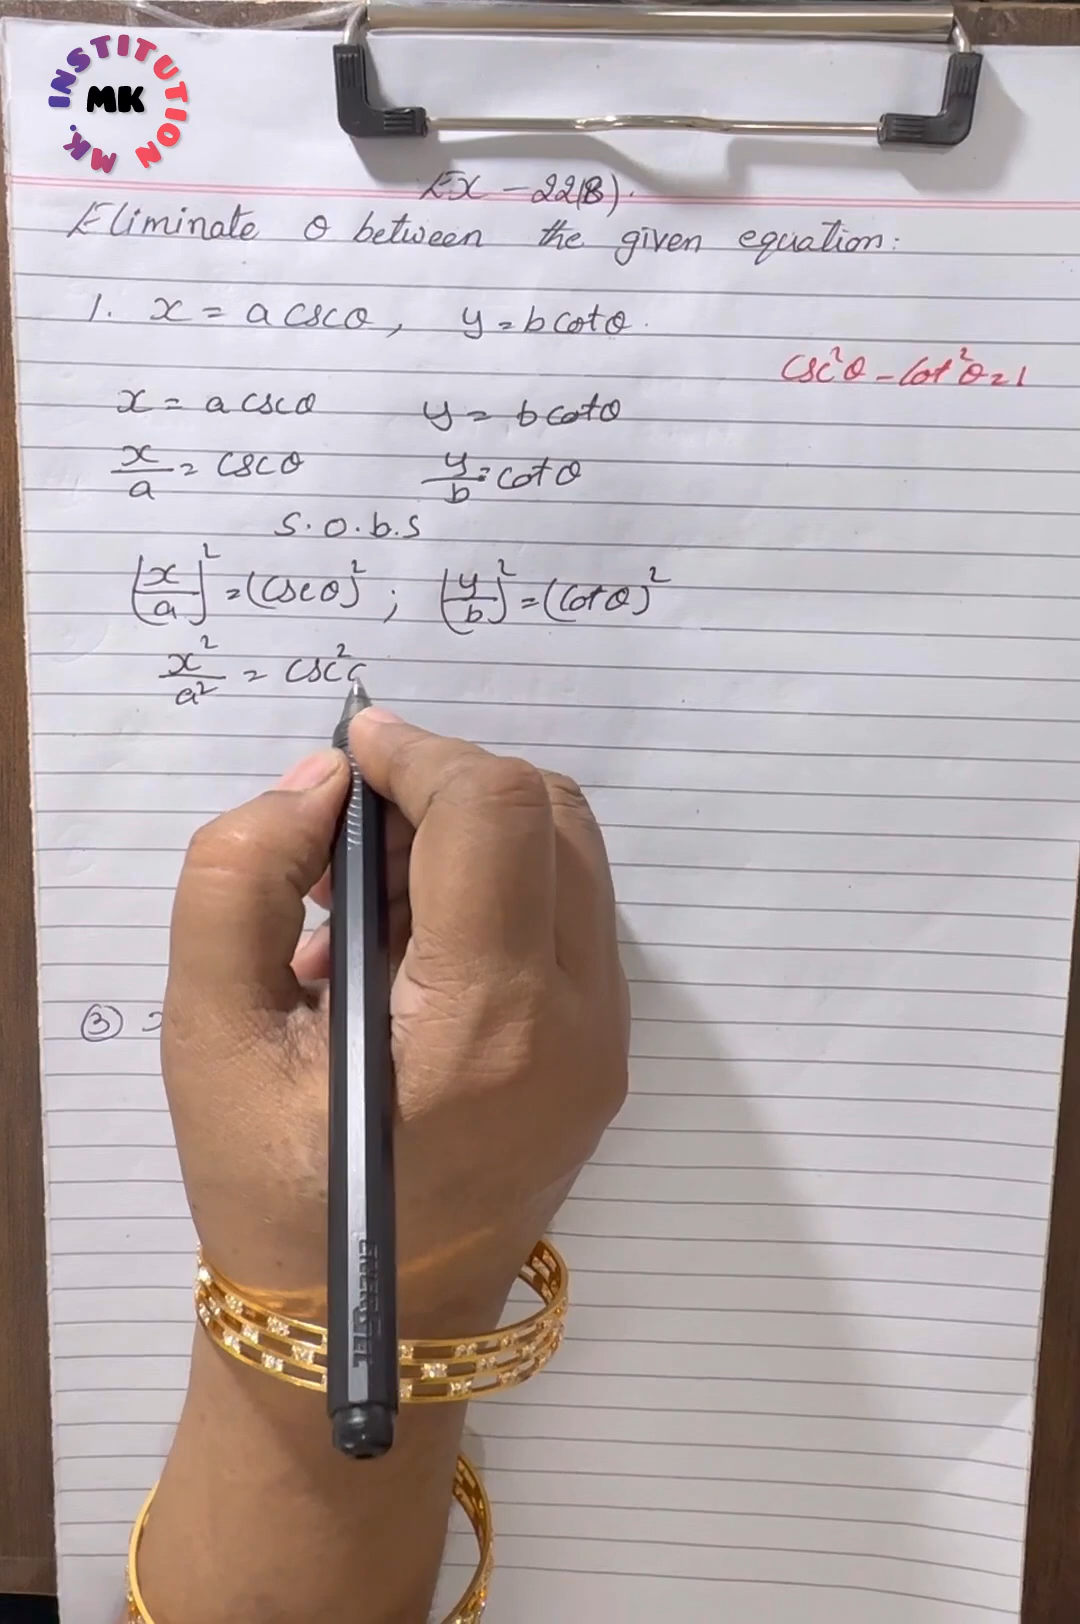 MK. INSTITUTION
MK
Ex - 22(B).
Eliminate θ between the given equation:
1. x = a cscθ, y = b cotθ.
csc²θ - cot²θ = 1
x = a cscθ y = b cotθ
x/a = cscθ y/b = cotθ
S.O.b.S
[x/a]² = (cscθ)² ; [y/b]² = (cotθ)²
x²/a² = csc²
③